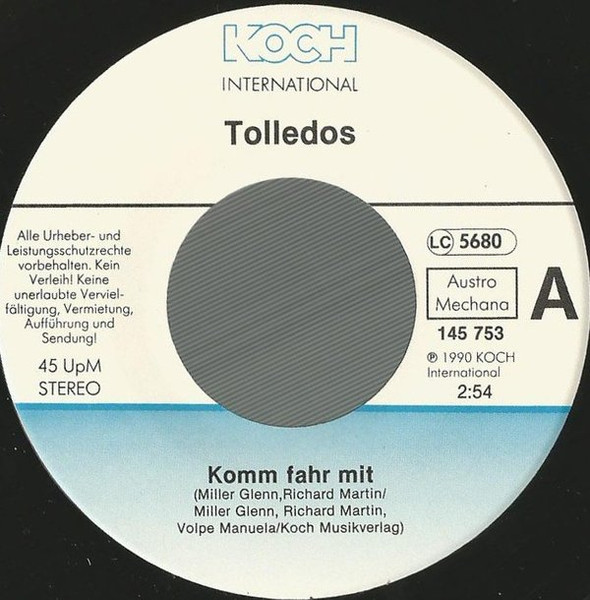 KOCH
INTERNATIONAL
Tolledos
Alle Urheber- und
Leistungsschutzrechte
vorbehalten. Kein
Verleih! Keine
unerlaubte Verviel-
fältigung, Vermietung,
Aufführung und
Sendung!
45 UpM
STEREO
LC 5680
Austro
Mechana
A
145 753
℗ 1990 KOCH
International
2:54
Komm fahr mit
(Miller Glenn,Richard Martin/
Miller Glenn, Richard Martin,
Volpe Manuela/Koch Musikverlag)